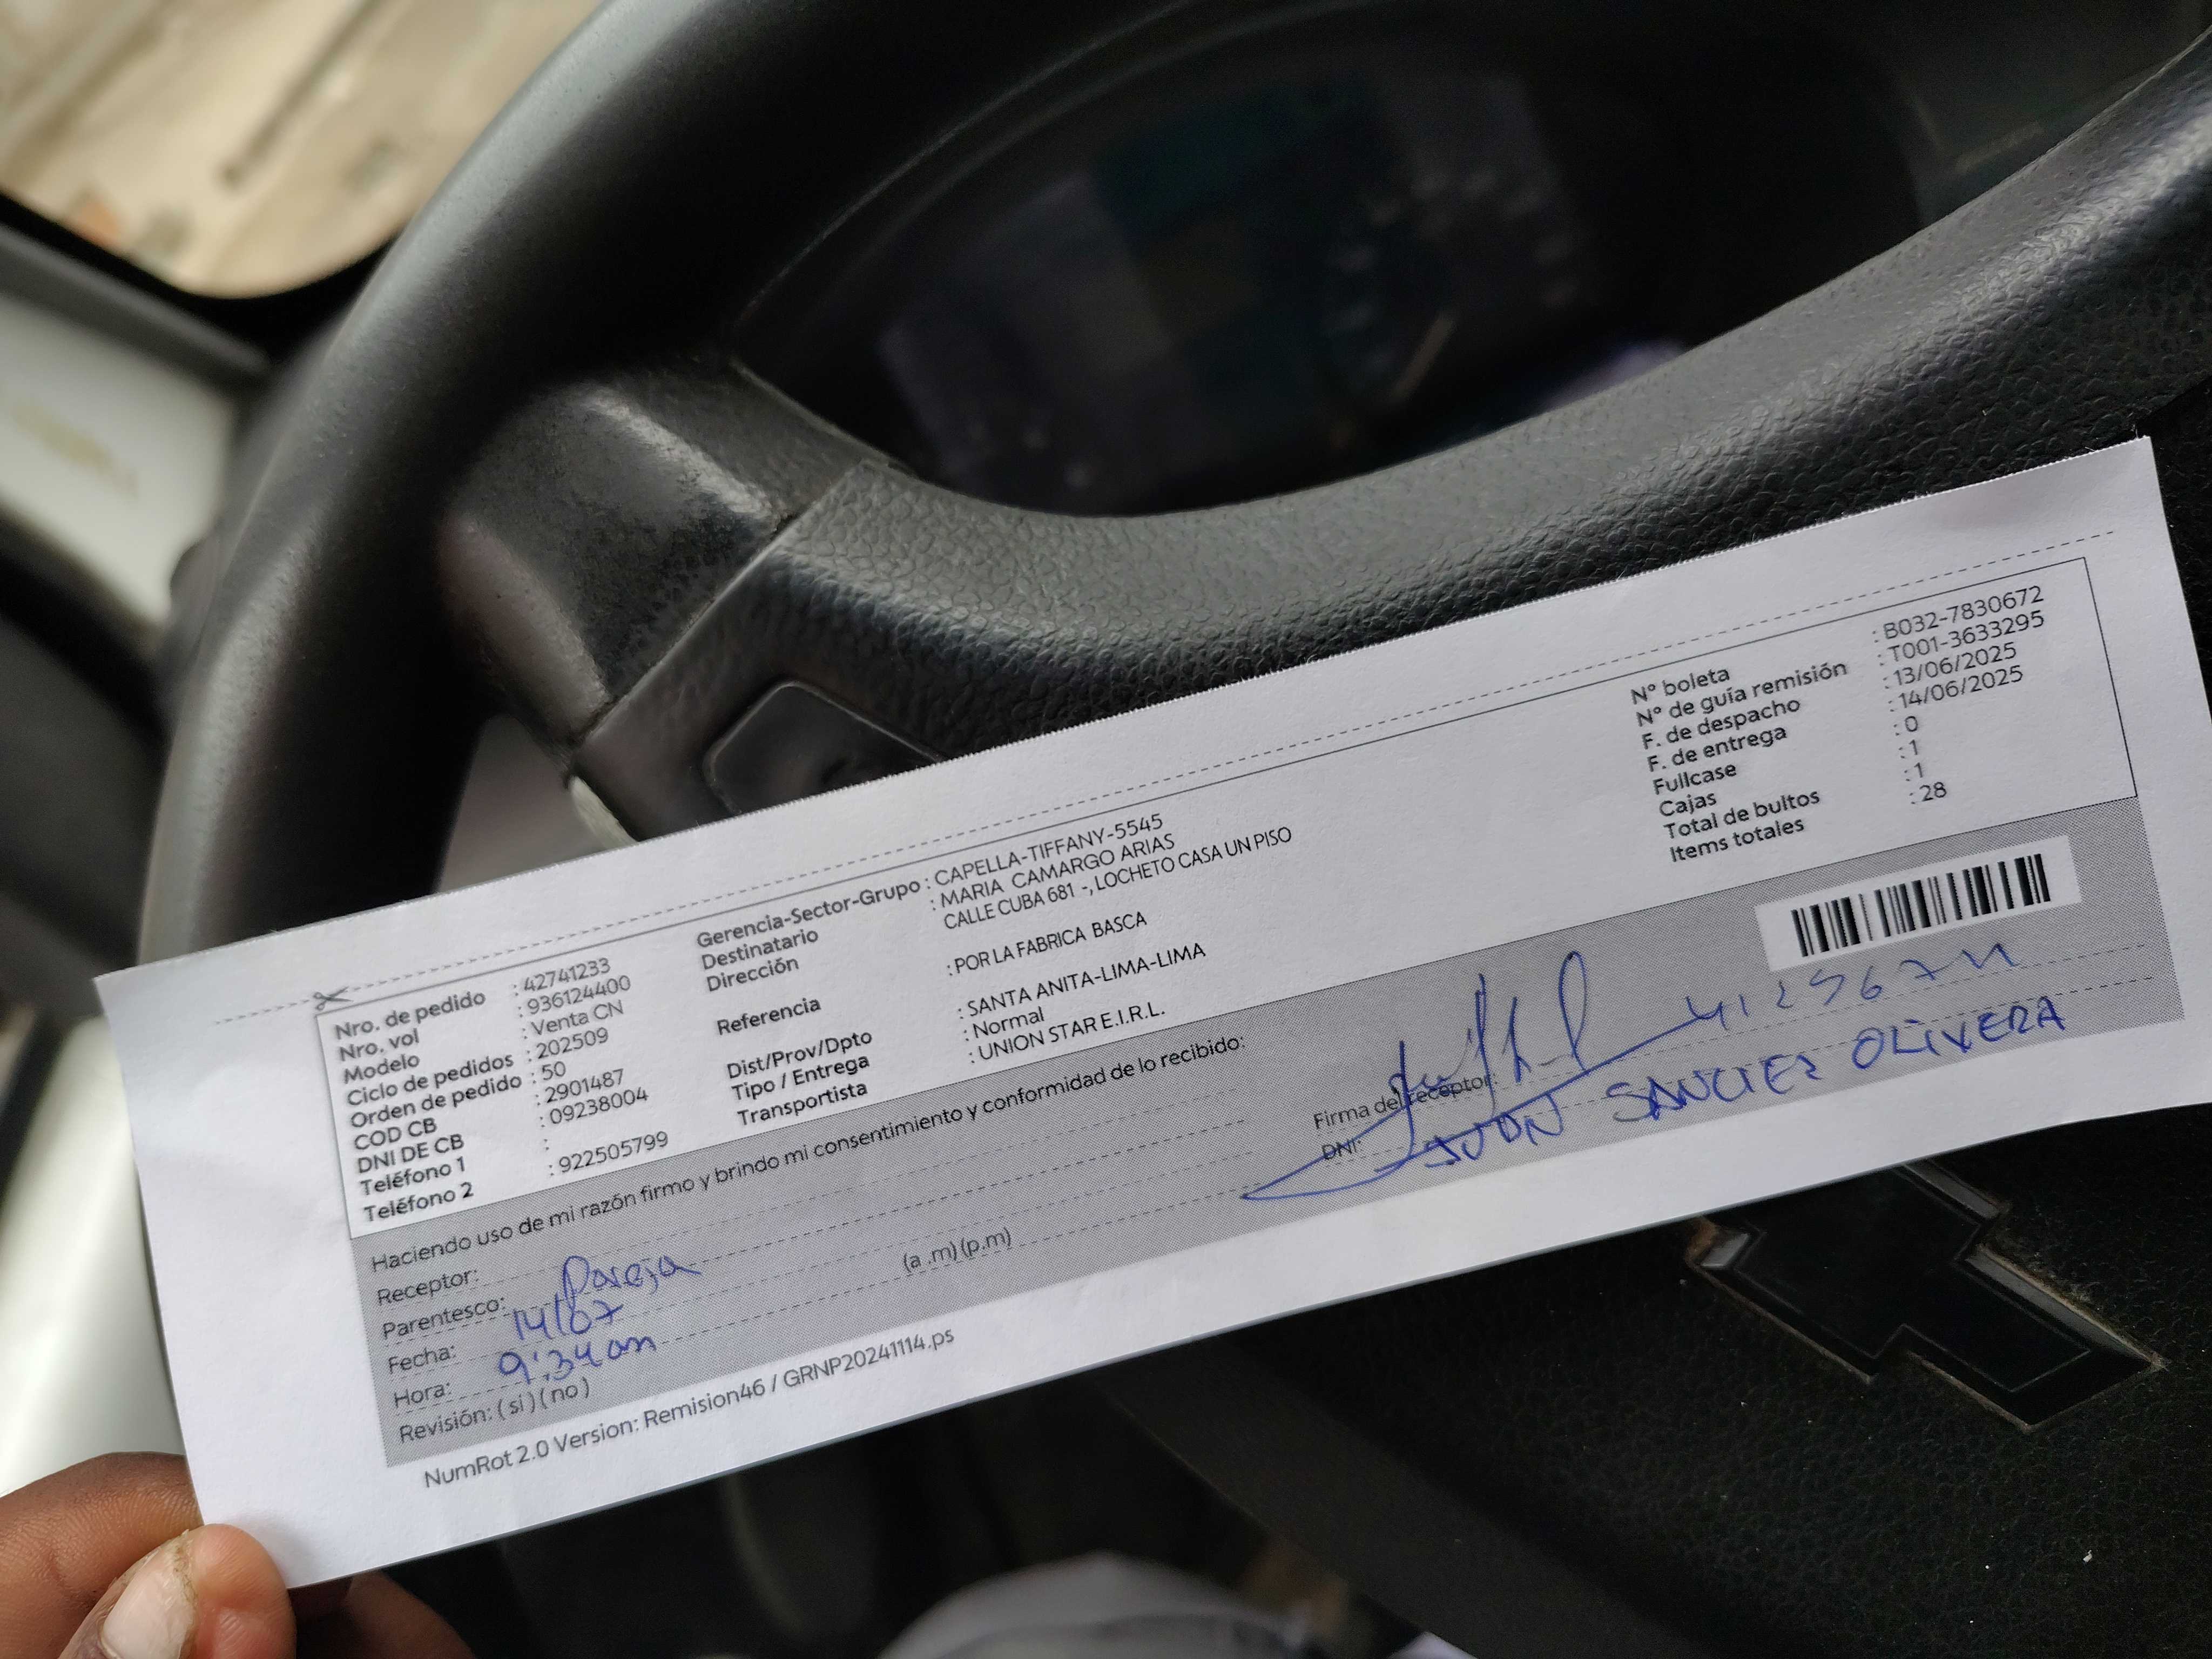 Nro. de pedido : 42741233
Nro. vol : 936124400
Modelo : Venta CN
Ciclo de pedidos : 202509
Orden de pedido : 50
COD CB : 2901487
DNI DE CB : 09238004
Teléfono 1 :
Teléfono 2 : 922505799
Gerencia-Sector-Grupo : CAPELLA-TIFFANY-5545
Destinatario : MARIA CAMARGO ARIAS
Dirección CALLE CUBA 681 -, LOCHETO CASA UN PISO
Referencia : POR LA FABRICA BASCA
Dist/Prov/Dpto : SANTA ANITA-LIMA-LIMA
Tipo / Entrega : Normal
Transportista : UNION STAR E.I.R.L.
N° boleta : B032-7830672
N° de guía remisión : T001-3633295
F. de despacho : 13/06/2025
F. de entrega : 14/06/2025
Fullcase : 0
Cajas : 1
Total de bultos : 1
Items totales : 28
Haciendo uso de mi razón firmo y brindo mi consentimiento y conformidad de lo recibido:
Receptor:
Parentesco: Pareja
Fecha: 14/07
Hora: 9:34 am (a .m) (p.m)
Revisión: ( si ) ( no )
Firma del receptor:
DNI:
SANCHEZ OLIVERA
NumRot 2.0 Version: Remision46 / GRNP20241114.ps